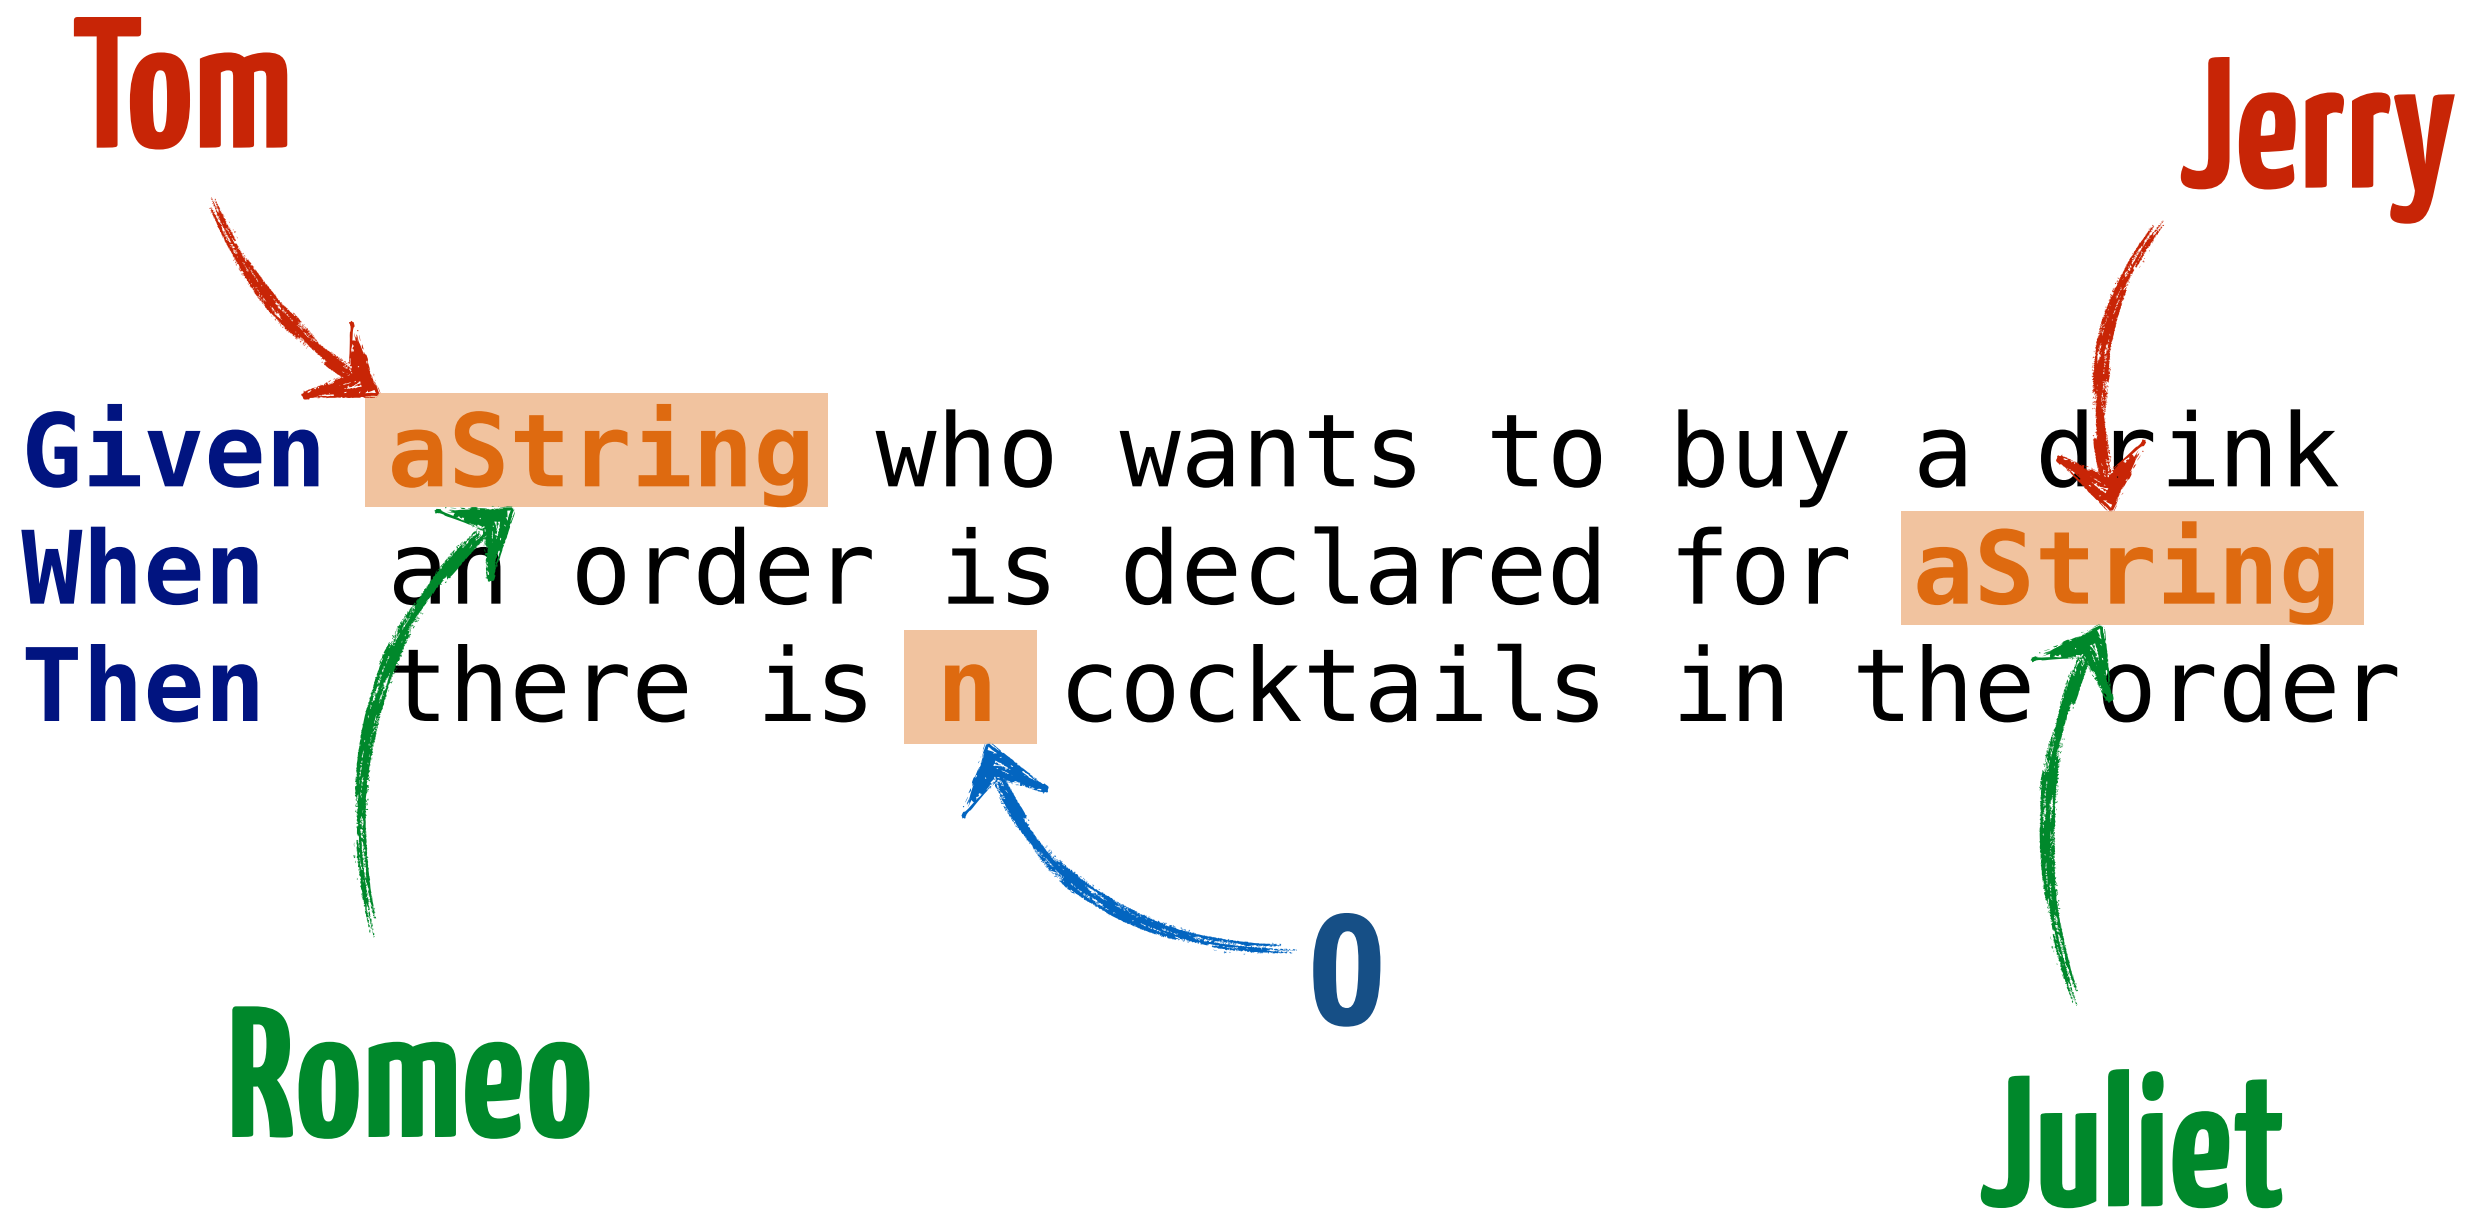 Tom
Jerry
Given aString who wants to buy a drink
When an order is declared for aString
Then there is n cocktails in the order
0
Romeo
Juliet